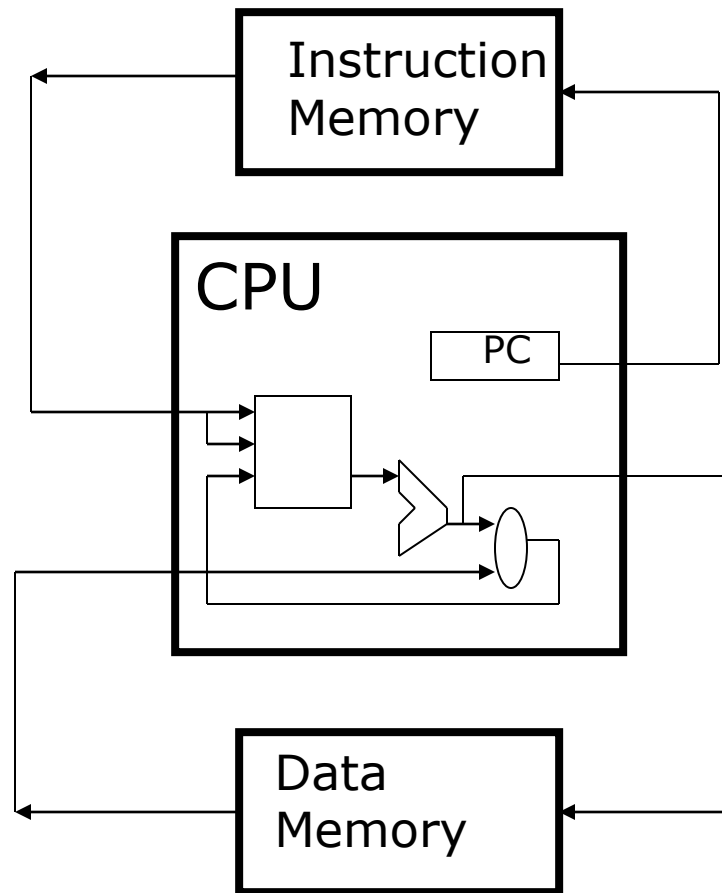 Instruction
Memory
CPU
PC
Data
Memory